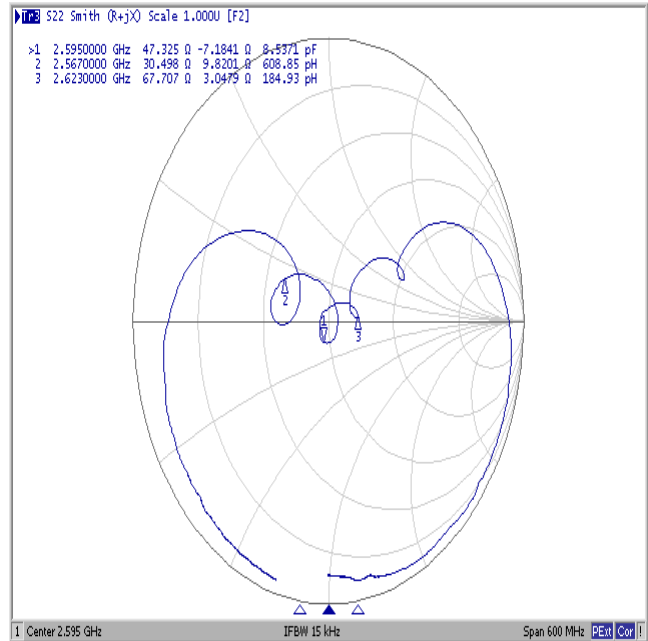 Tr3 S22 Smith (R+jX) Scale 1.000U [F2]
>1 2.5950000 GHz 47.325 Ω -7.1841 Ω 8.5371 pF
2 2.5670000 GHz 30.498 Ω 9.8201 Ω 608.85 pH
3 2.6230000 GHz 67.707 Ω 3.0479 Ω 184.93 pH
2
1
3
1 Center 2.595 GHz IFBW 15 kHz Span 600 MHz PExt Cor !